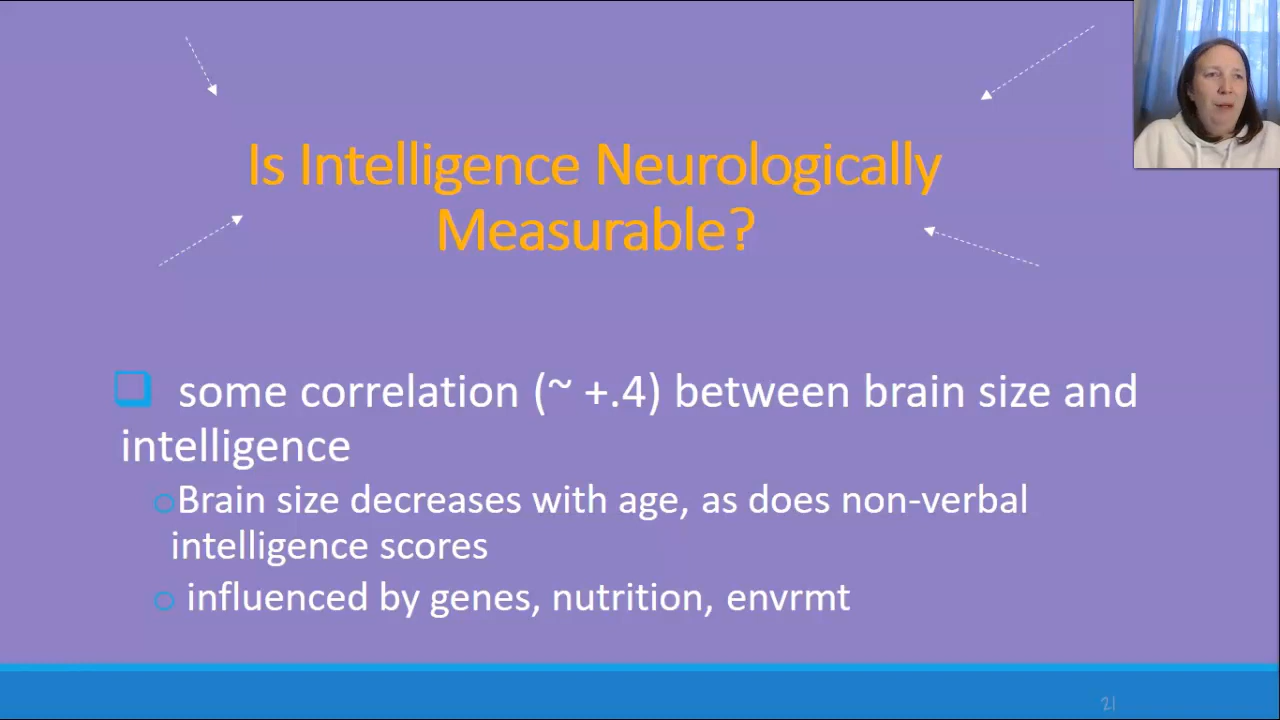 Is Intelligence Neurologically
Measurable?
some correlation (~ +.4) between brain size and
intelligence
Brain size decreases with age, as does non-verbal
intelligence scores
influenced by genes, nutrition, envrmt
21